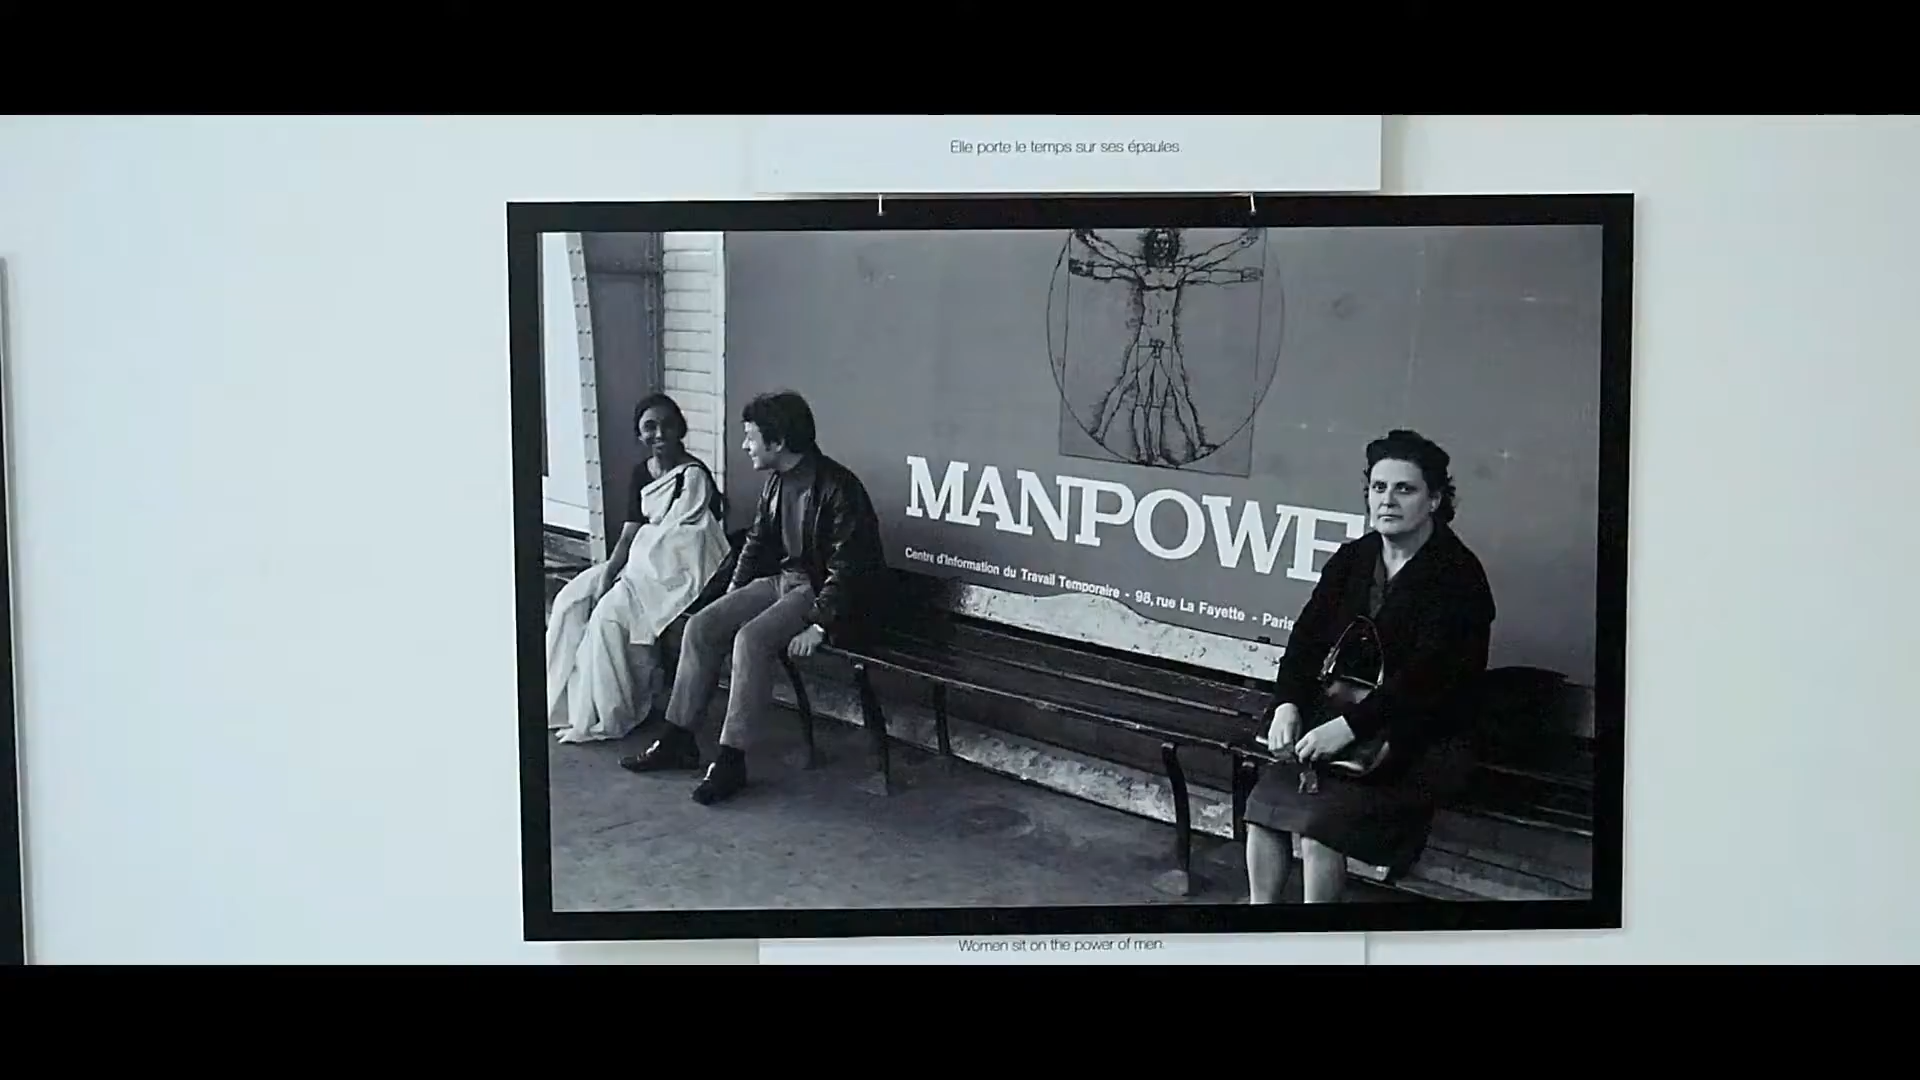 Elle porte le temps sur ses épaules.
MANPOWE
Centre d'Information du Travail Temporaire - 98, rue La Fayette - Paris
Women sit on the power of men.